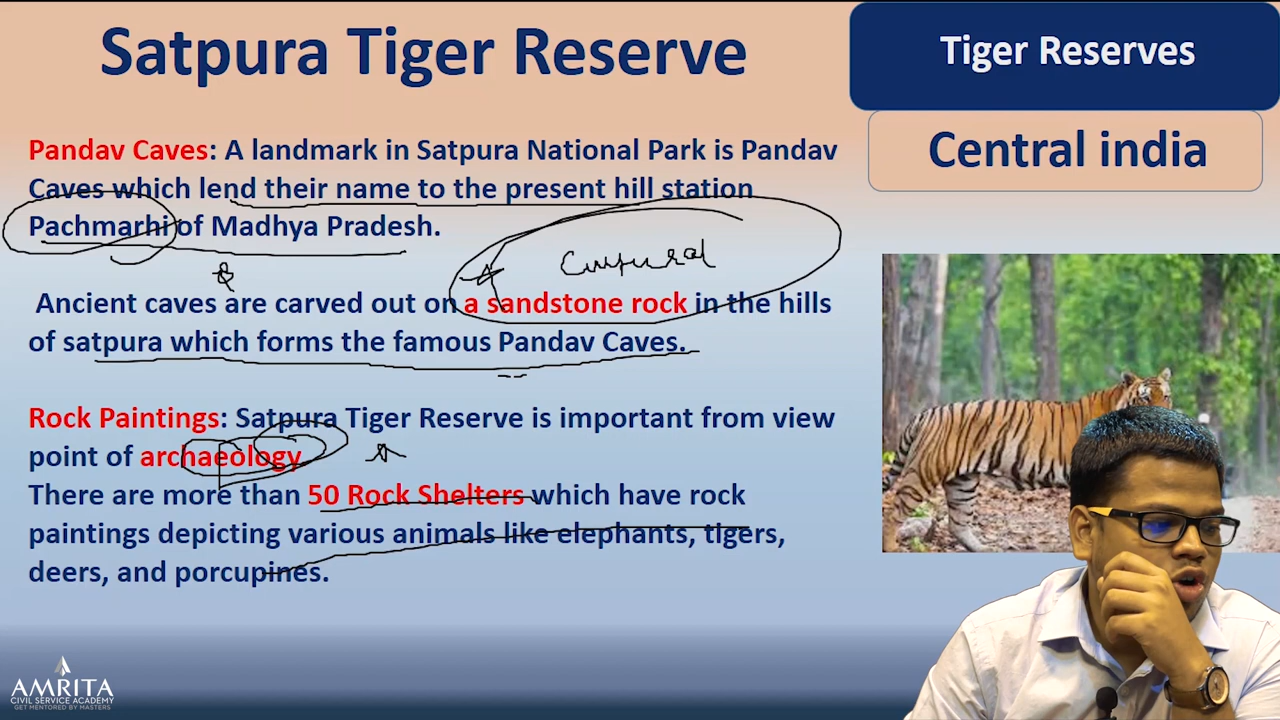 Satpura Tiger Reserve
Tiger Reserves
Central india
Pandav Caves: A landmark in Satpura National Park is Pandav
Caves which lend their name to the present hill station
Pachmarhi of Madhya Pradesh.
Cultural
Ancient caves are carved out on a sandstone rock in the hills
of satpura which forms the famous Pandav Caves.
Rock Paintings: Satpura Tiger Reserve is important from view
point of archaeology
There are more than 50 Rock Shelters which have rock
paintings depicting various animals like elephants, tigers,
deers, and porcupines.
AMRITA
CIVIL SERVICE ACADEMY
GET MENTORED BY MASTERS